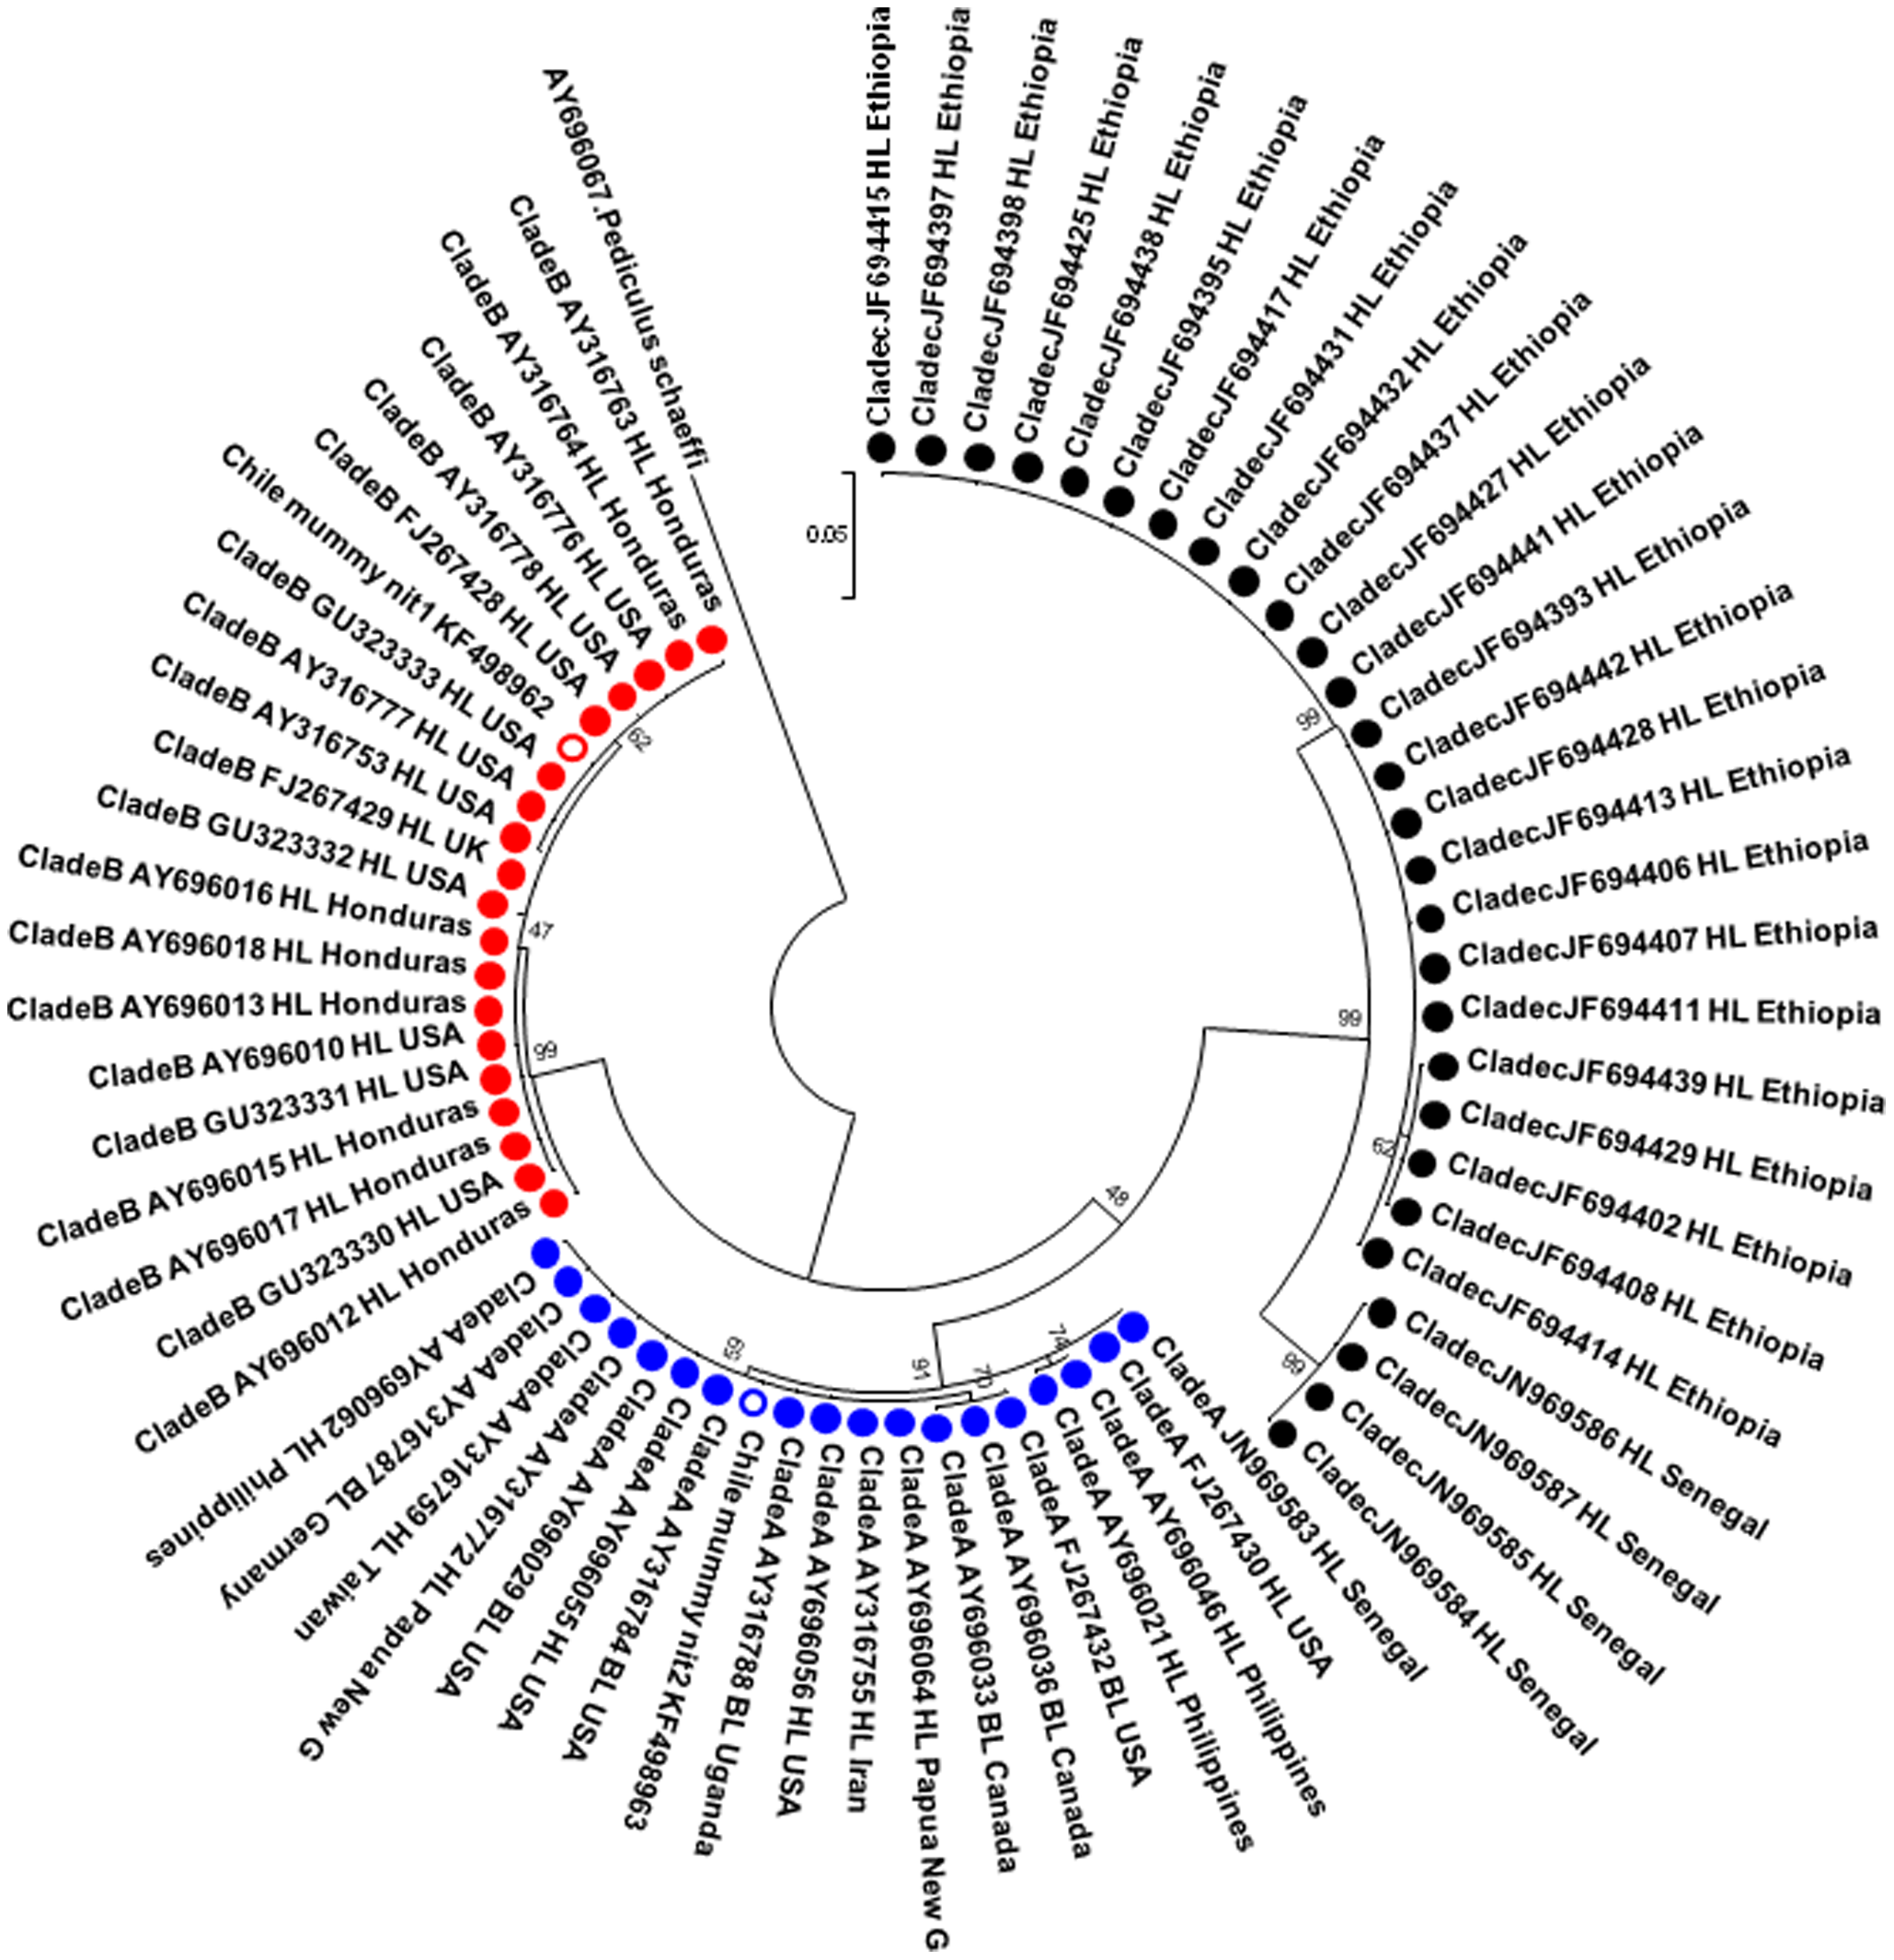 CladecJF694415 HL Ethiopia
CladecJF694397 HL Ethiopia
CladecJF694398 HL Ethiopia
CladecJF694425 HL Ethiopia
CladecJF694438 HL Ethiopia
CladecJF694395 HL Ethiopia
CladecJF694417 HL Ethiopia
CladecJF694431 HL Ethiopia
CladecJF694432 HL Ethiopia
CladecJF694437 HL Ethiopia
CladecJF694427 HL Ethiopia
CladecJF694441 HL Ethiopia
CladecJF694393 HL Ethiopia
CladecJF694442 HL Ethiopia
CladecJF694428 HL Ethiopia
CladecJF694413 HL Ethiopia
CladecJF694406 HL Ethiopia
CladecJF694407 HL Ethiopia
CladecJF694411 HL Ethiopia
CladecJF694439 HL Ethiopia
CladecJF694429 HL Ethiopia
CladecJF694402 HL Ethiopia
CladecJF694408 HL Ethiopia
CladecJF694414 HL Ethiopia
CladecJN969586 HL Senegal
CladecJN969587 HL Senegal
CladecJN969585 HL Senegal
CladecJN969584 HL Senegal
CladeA JN969583 HL Senegal
CladeA FJ267430 HL USA
CladeA AY696046 HL Philippines
CladeA AY696021 HL Philippines
CladeA FJ267432 BL USA
CladeA AY696036 BL Canada
CladeA AY696033 BL Canada
CladeA AY696064 HL Papua New G
CladeA AY316755 HL Iran
CladeA AY696056 HL USA
CladeA AY316788 BL Uganda
Chile mummy nit2 KF498963
CladeA AY316784 BL USA
CladeA AY696055 HL USA
CladeA AY696029 BL USA
CladeA AY316772 HL Papua New G
CladeA AY316759 HL Taiwan
CladeA AY316787 BL Germany
CladeA AY696062 HL Philippines
CladeB AY696012 HL Honduras
CladeB GU323330 HL USA
CladeB AY696017 HL Honduras
CladeB AY696015 HL Honduras
CladeB GU323331 HL USA
CladeB AY696010 HL USA
CladeB AY696013 HL Honduras
CladeB AY696018 HL Honduras
CladeB AY696016 HL Honduras
CladeB GU323332 HL USA
CladeB FJ267429 HL UK
CladeB AY316753 HL USA
CladeB AY316777 HL USA
CladeB GU323333 HL USA
Chile mummy nit1 KF498962
CladeB FJ267428 HL USA
CladeB AY316778 HL USA
CladeB AY316776 HL USA
CladeB AY316764 HL Honduras
CladeB AY316763 HL Honduras
AY696067.Pediculus schaeffi
0.05
99
99
62
99
48
74
70
91
62
47
99